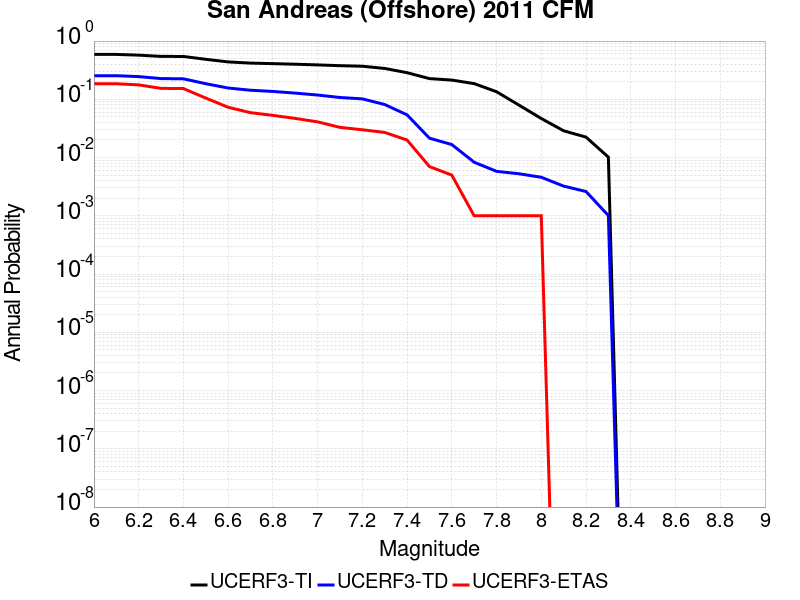 San Andreas (Offshore) 2011 CFM
10^0
10^-1
10^-2
10^-3
10^-4
10^-5
10^-6
10^-7
10^-8
Annual Probability
6 6.2 6.4 6.6 6.8 7 7.2 7.4 7.6 7.8 8 8.2 8.4 8.6 8.8 9
Magnitude
UCERF3-TI UCERF3-TD UCERF3-ETAS